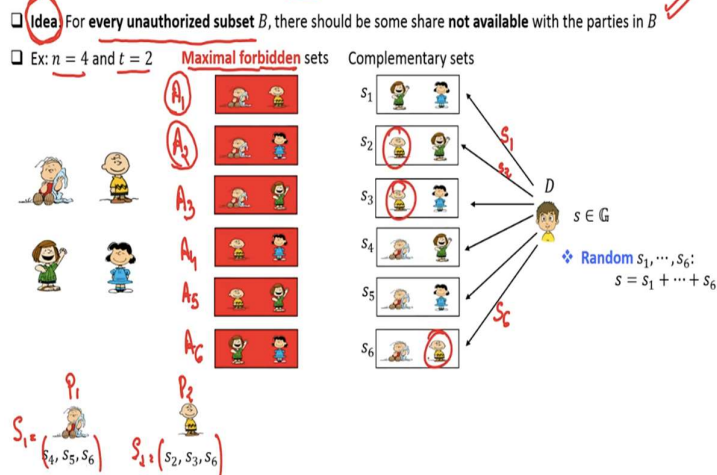 ❑ Idea: For every unauthorized subset B, there should be some share not available with the parties in B
❑ Ex: n = 4 and t = 2 Maximal forbidden sets Complementary sets
A₁ S₁
A₂ S₂
A₃ S₃
A₄ S₄
A₅ S₅
A₆ S₆
S₁
S₂
S₆
D
s ∈ 𝔾
❖ Random s₁,⋯,s₆:
s = s₁ + ⋯ + s₆
P₁ P₂
S₁ = (s₄, s₅, s₆) S₂ = (s₂, s₃, s₆)